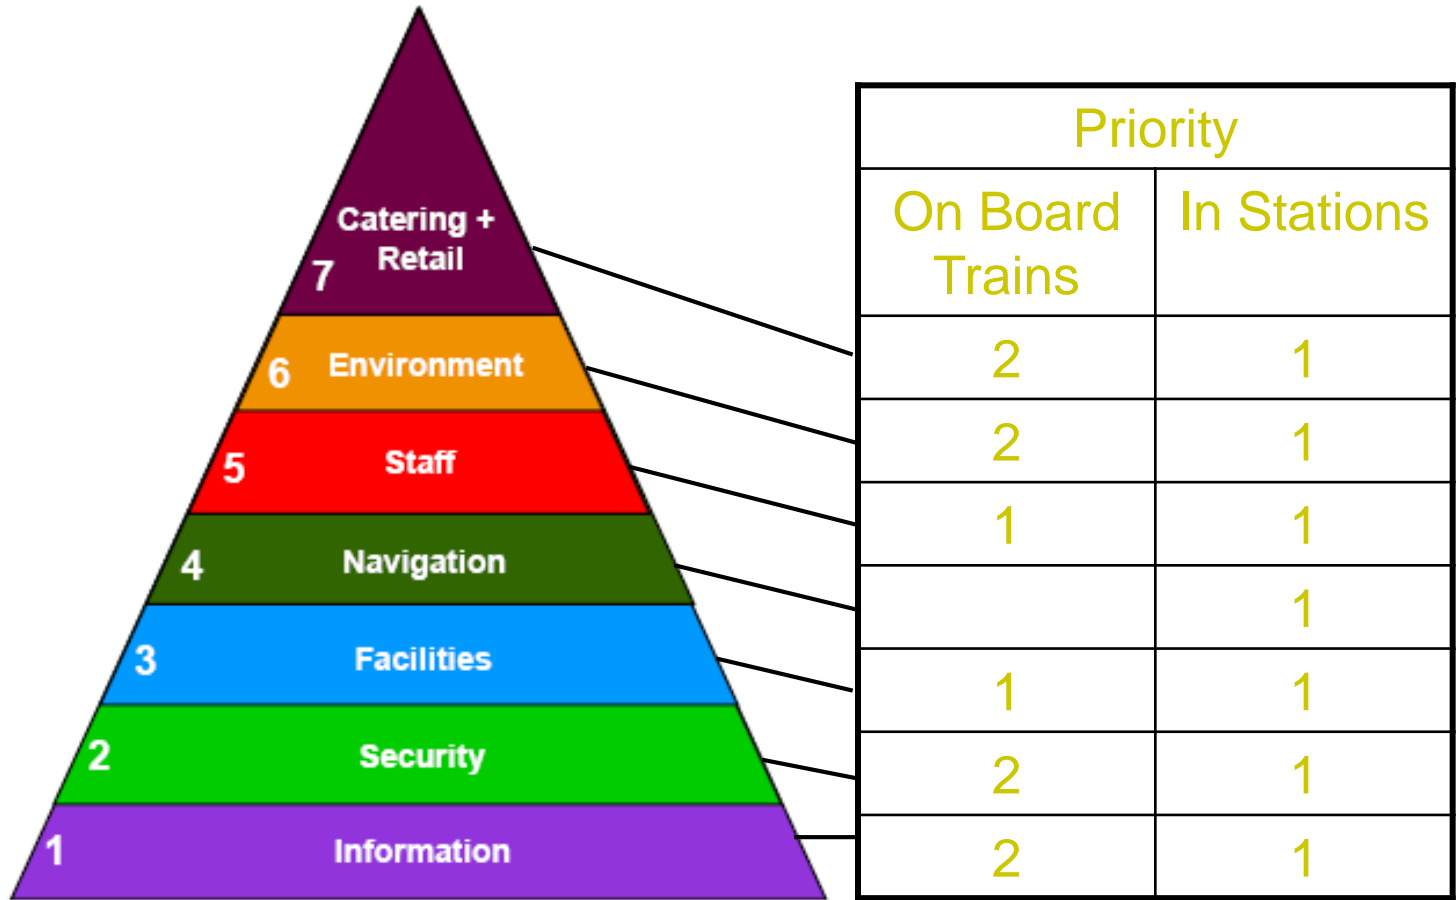 Catering +
Retail
7
6 Environment
5 Staff
4 Navigation
3 Facilities
2 Security
1 Information
Priority
On Board Trains In Stations
2 1
2 1
1 1
1
1 1
2 1
2 1